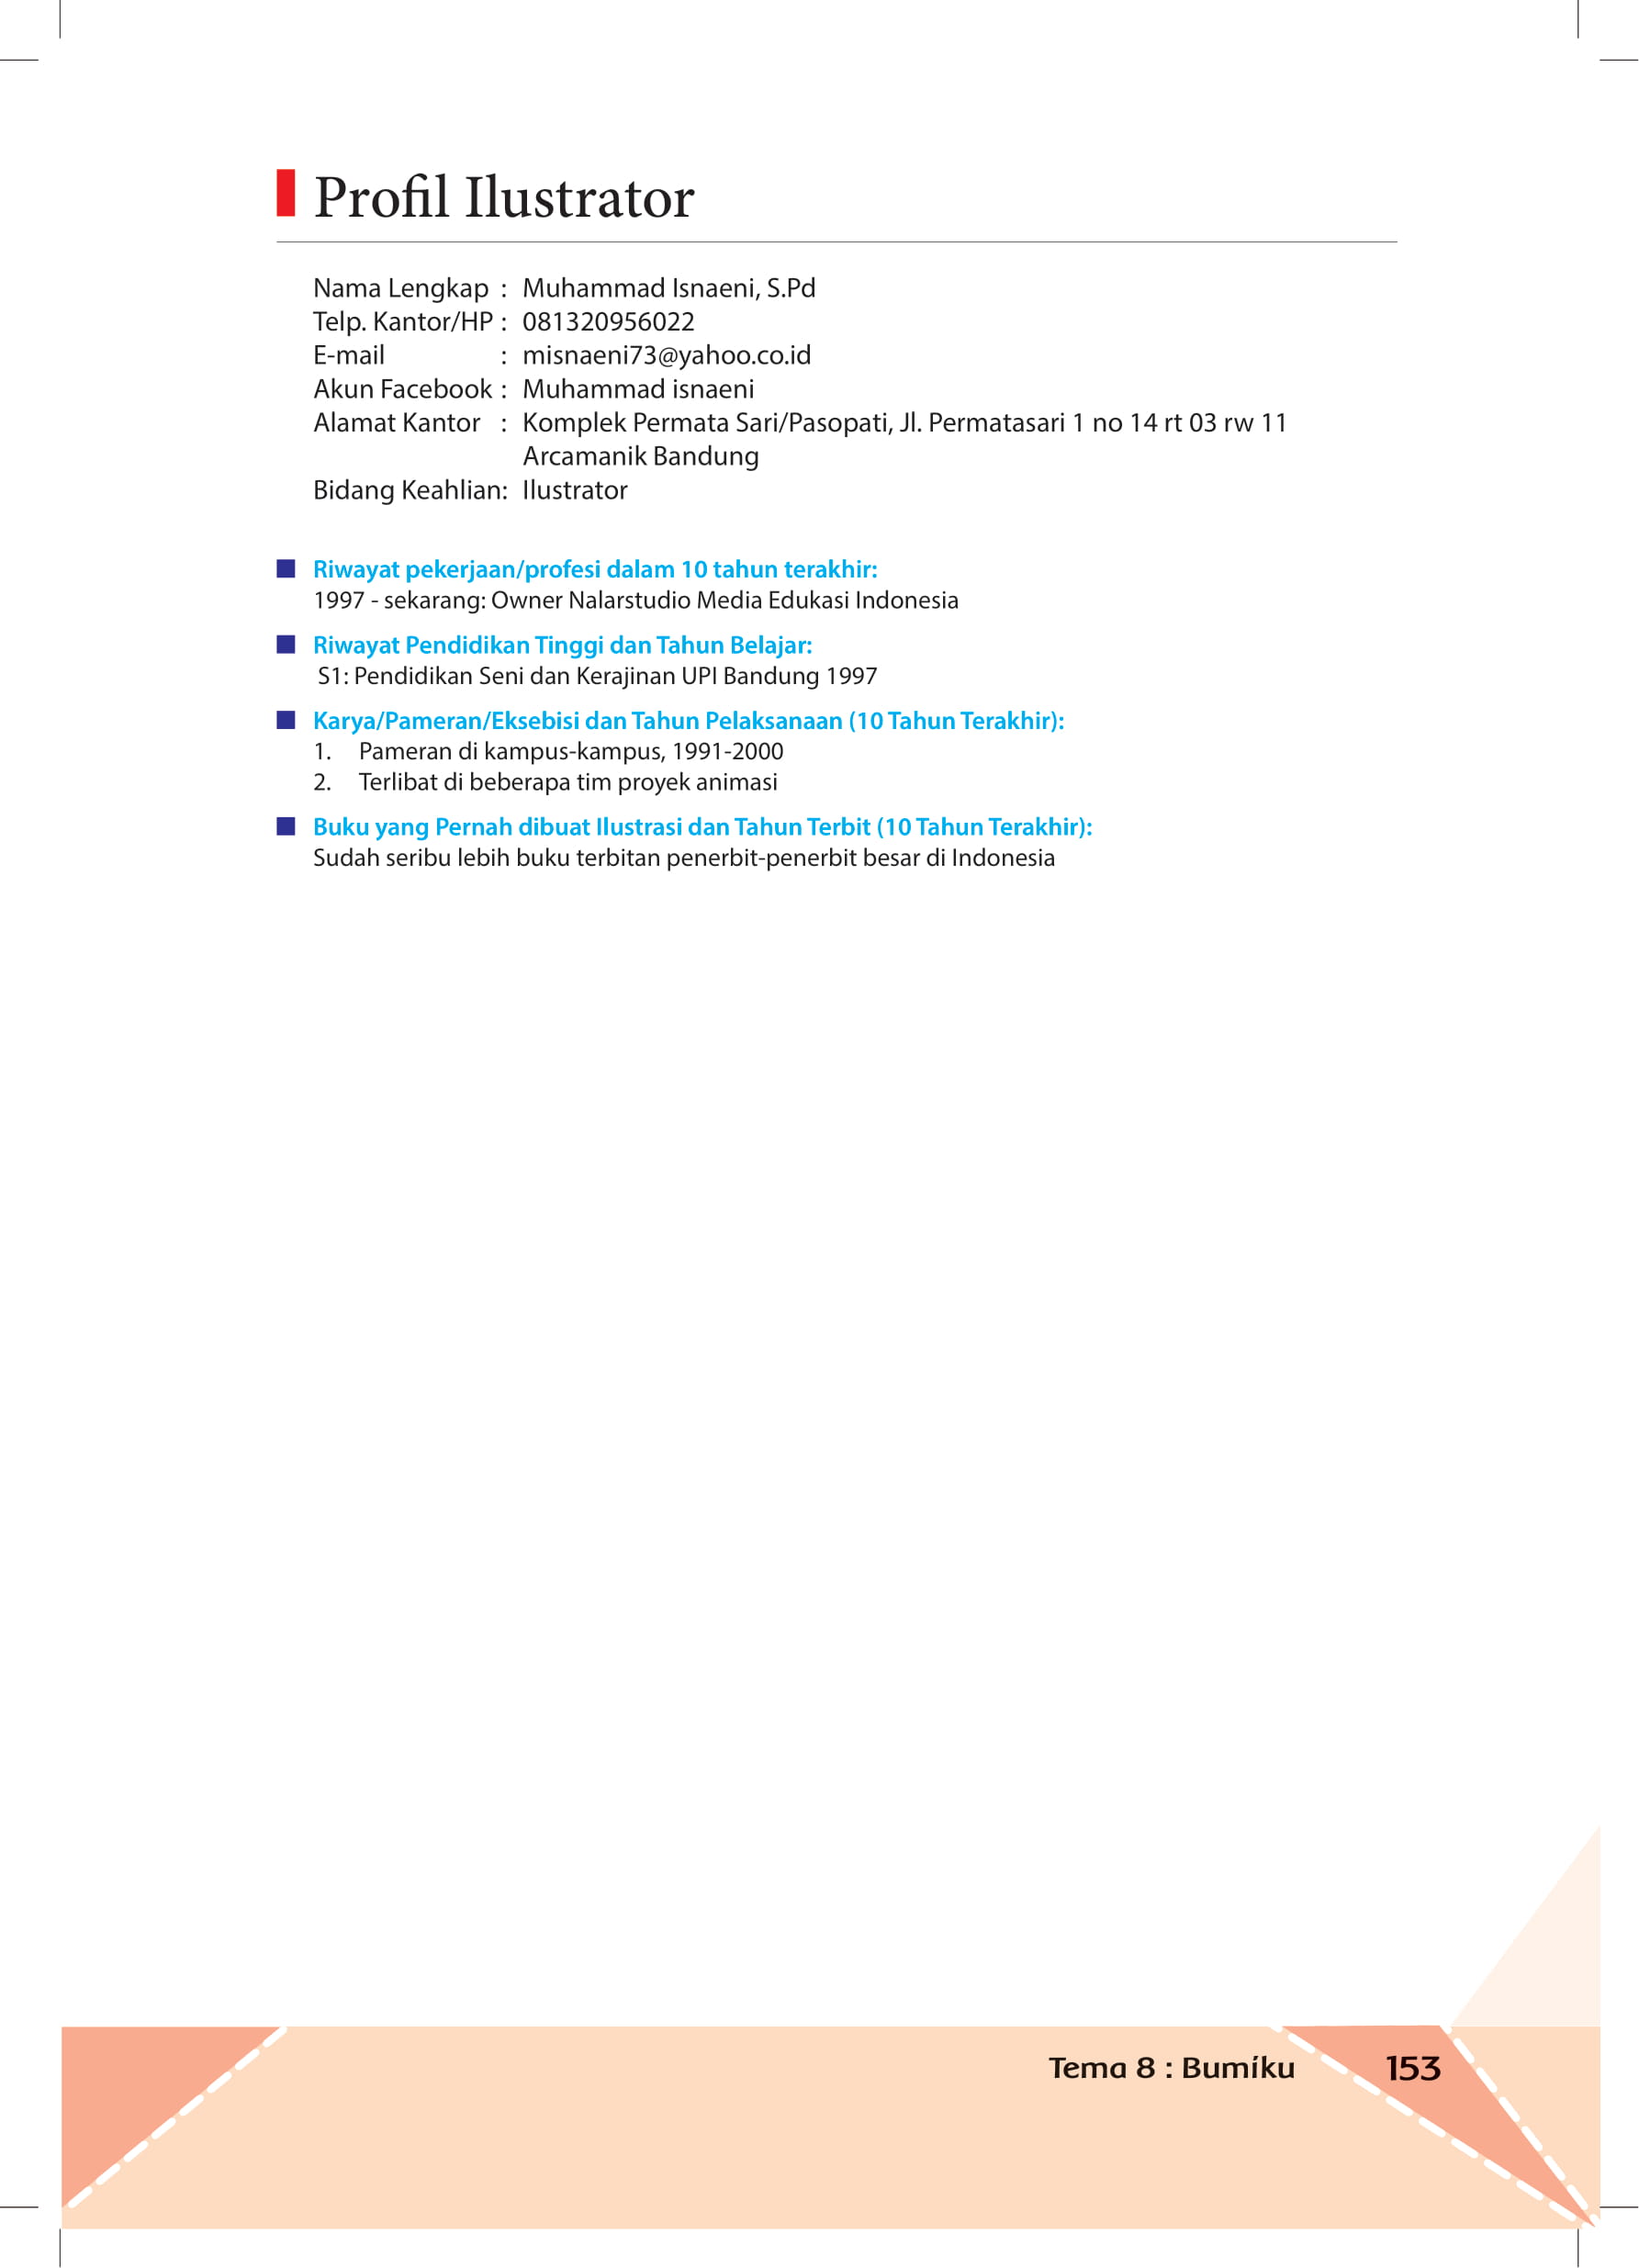 Profil Ilustrator
Nama Lengkap : Muhammad Isnaeni, S.Pd
Telp. Kantor/HP : 081320956022
E-mail : misnaeni73@yahoo.co.id
Akun Facebook : Muhammad isnaeni
Alamat Kantor : Komplek Permata Sari/Pasopati, Jl. Permatasari 1 no 14 rt 03 rw 11
Arcamanik Bandung
Bidang Keahlian: Ilustrator
Riwayat pekerjaan/profesi dalam 10 tahun terakhir:
1997 - sekarang: Owner Nalarstudio Media Edukasi Indonesia
Riwayat Pendidikan Tinggi dan Tahun Belajar:
S1: Pendidikan Seni dan Kerajinan UPI Bandung 1997
Karya/Pameran/Eksebisi dan Tahun Pelaksanaan (10 Tahun Terakhir):
1. Pameran di kampus-kampus, 1991-2000
2. Terlibat di beberapa tim proyek animasi
Buku yang Pernah dibuat Ilustrasi dan Tahun Terbit (10 Tahun Terakhir):
Sudah seribu lebih buku terbitan penerbit-penerbit besar di Indonesia
Tema 8 : Bumiku 153